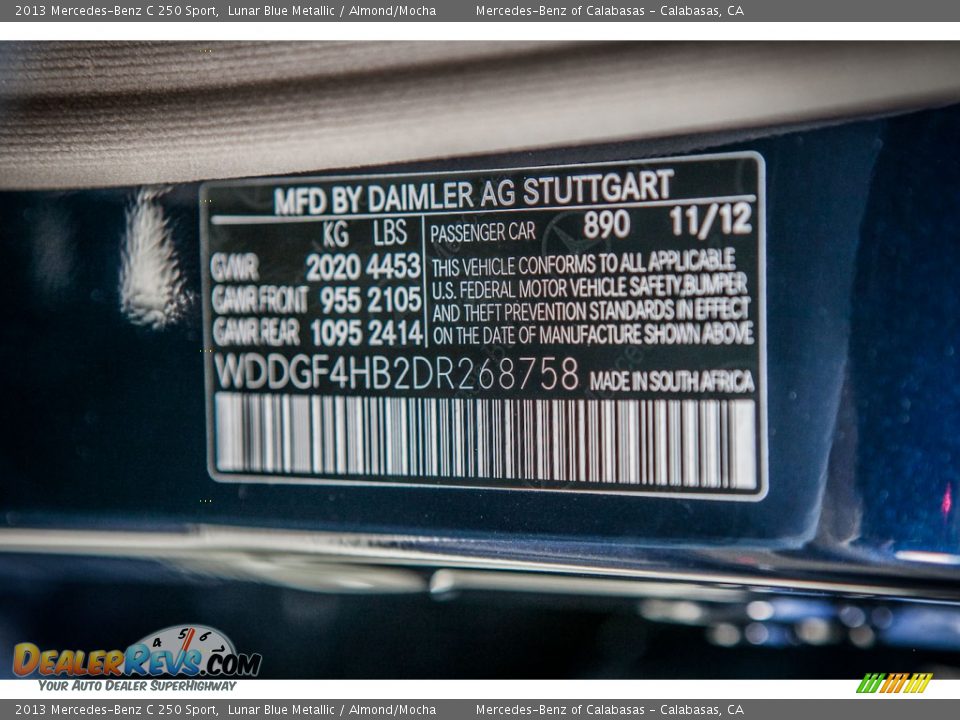 2013 Mercedes-Benz C 250 Sport, Lunar Blue Metallic / Almond/Mocha Mercedes-Benz of Calabasas - Calabasas, CA
MFD BY DAIMLER AG STUTTGART
KG LBS PASSENGER CAR 890 11/12
GVWR 2020 4453 THIS VEHICLE CONFORMS TO ALL APPLICABLE
GAWR FRONT 955 2105 U.S. FEDERAL MOTOR VEHICLE SAFETY,BUMPER
AND THEFT PREVENTION STANDARDS IN EFFECT
GAWR REAR 1095 2414 ON THE DATE OF MANUFACTURE SHOWN ABOVE
WDDGF4HB2DR268758 MADE IN SOUTH AFRICA
4 5 6
DEALERREVS.COM
YOUR AUTO DEALER SUPERHIGHWAY
2013 Mercedes-Benz C 250 Sport, Lunar Blue Metallic / Almond/Mocha Mercedes-Benz of Calabasas - Calabasas, CA